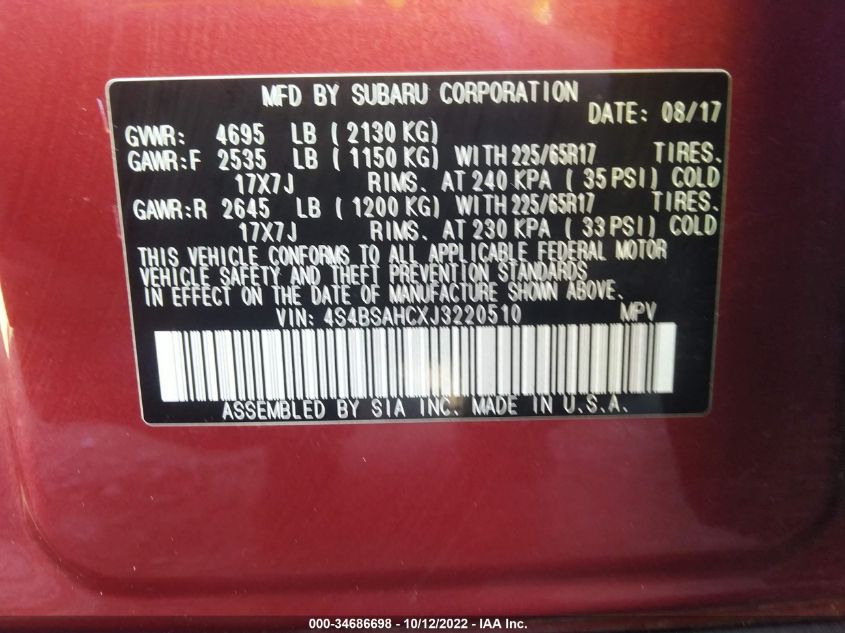 MFD BY SUBARU CORPORATION
DATE: 08/17
GVWR: 4695 LB ( 2130 KG)
GAWR:F 2535 LB ( 1150 KG) WITH 225/65R17 TIRES.
17X7J RIMS. AT 240 KPA ( 35 PSI) COLD
GAWR:R 2645 LB ( 1200 KG) WITH 225/65R17 TIRES.
17X7J RIMS. AT 230 KPA ( 33 PSI) COLD
THIS VEHICLE CONFORMS TO ALL APPLICABLE FEDERAL MOTOR
VEHICLE SAFETY AND THEFT PREVENTION STANDARDS
IN EFFECT ON THE DATE OF MANUFACTURE SHOWN ABOVE.
VIN: 4S4BSAHCXJ3220510 MPV
ASSEMBLED BY SIA INC. MADE IN U.S.A.
000-34686698 - 10/12/2022 - IAA Inc.